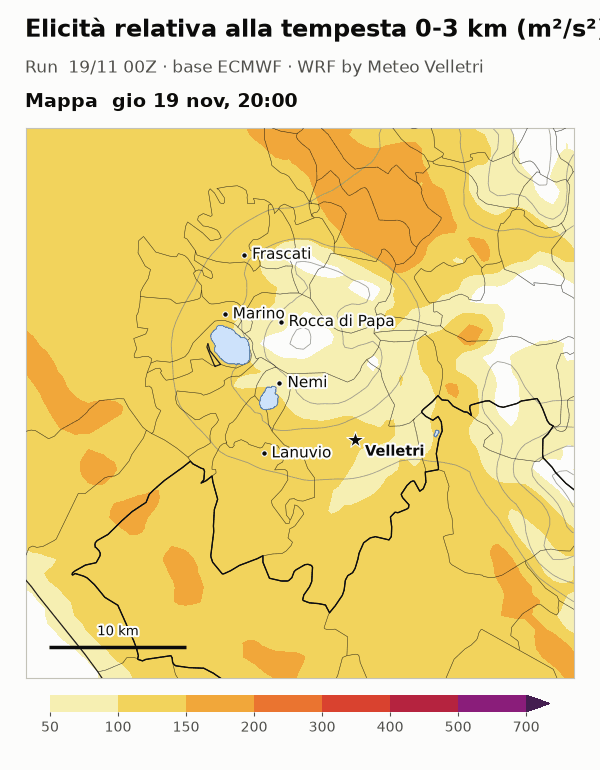 Elicità relativa alla tempesta 0-3 km (m²/s²)
Run  19/11 00Z · base ECMWF · WRF by Meteo Velletri
Mappa  gio 19 nov, 20:00
Frascati
Marino
Rocca di Papa
Nemi
Velletri
Lanuvio
10 km
50 100 150 200 300 400 500 700